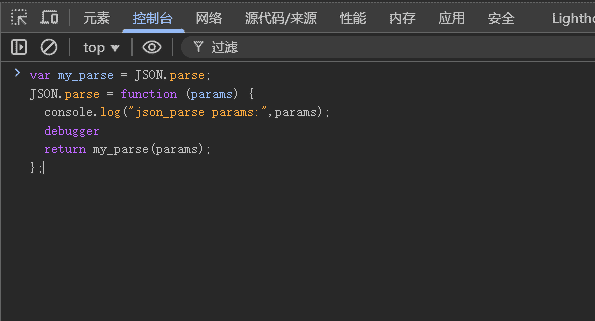 元素 控制台 网络 源代码/来源 性能 内存 应用 安全 Lightho
top 过滤
var my_parse = JSON.parse;
JSON.parse = function (params) {
console.log("json_parse params:",params);
debugger
return my_parse(params);
};